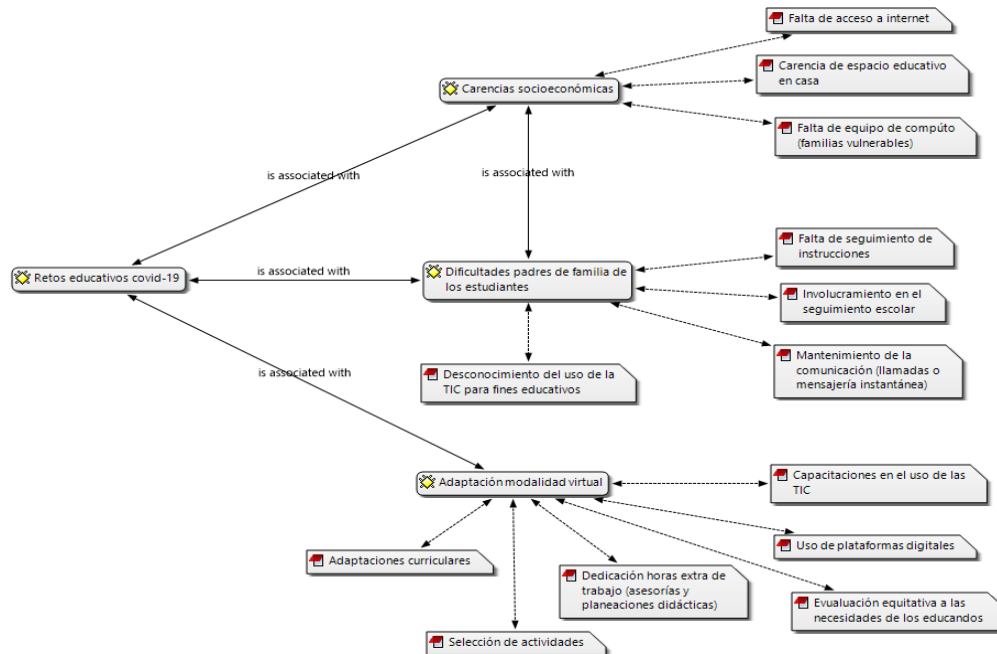 Falta de acceso a internet
Carencia de espacio educativo
en casa
Carencias socioeconómicas
Falta de equipo de compúto
(familias vulnerables)
is associated with
is associated with
Falta de seguimiento de
instrucciones
Retos educativos covid-19
is associated with
Dificultades padres de familia de
los estudiantes
Involucramiento en el
seguimiento escolar
Mantenimiento de la
comunicación (llamadas o
mensajería instantánea)
Desconocimiento del uso de la
TIC para fines educativos
is associated with
Adaptación modalidad virtual
Capacitaciones en el uso de las
TIC
Uso de plataformas digitales
Adaptaciones curriculares
Dedicación horas extra de
trabajo (asesorías y
planeaciones didácticas)
Evualuación equitativa a las
necesidades de los educandos
Selección de actividades